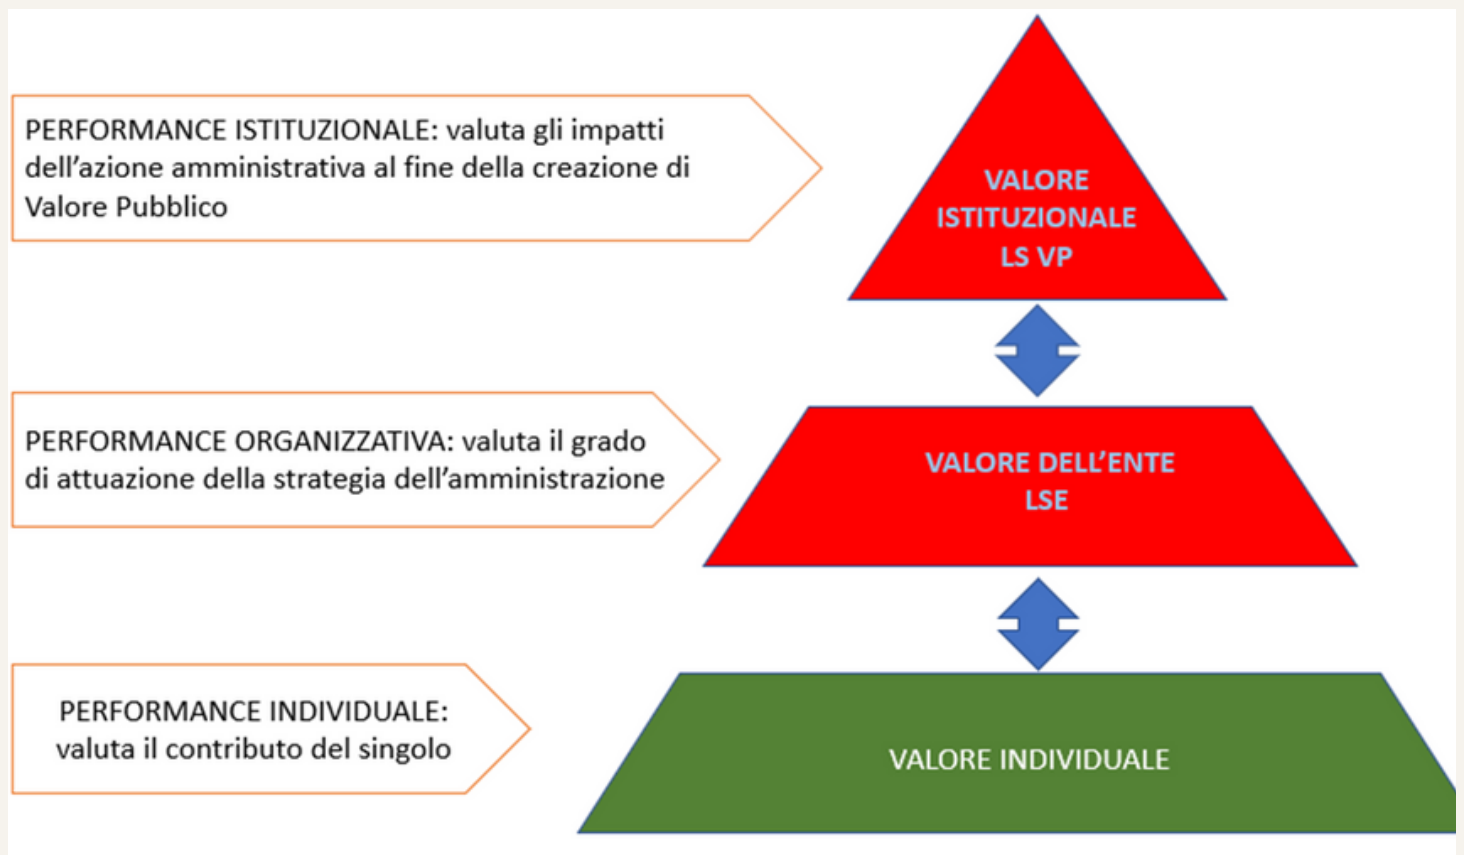 PERFORMANCE ISTITUZIONALE: valuta gli impatti
dell’azione amministrativa al fine della creazione di
Valore Pubblico
VALORE
ISTITUZIONALE
LS VP
PERFORMANCE ORGANIZZATIVA: valuta il grado
di attuazione della strategia dell’amministrazione
VALORE DELL’ENTE
LSE
PERFORMANCE INDIVIDUALE:
valuta il contributo del singolo
VALORE INDIVIDUALE